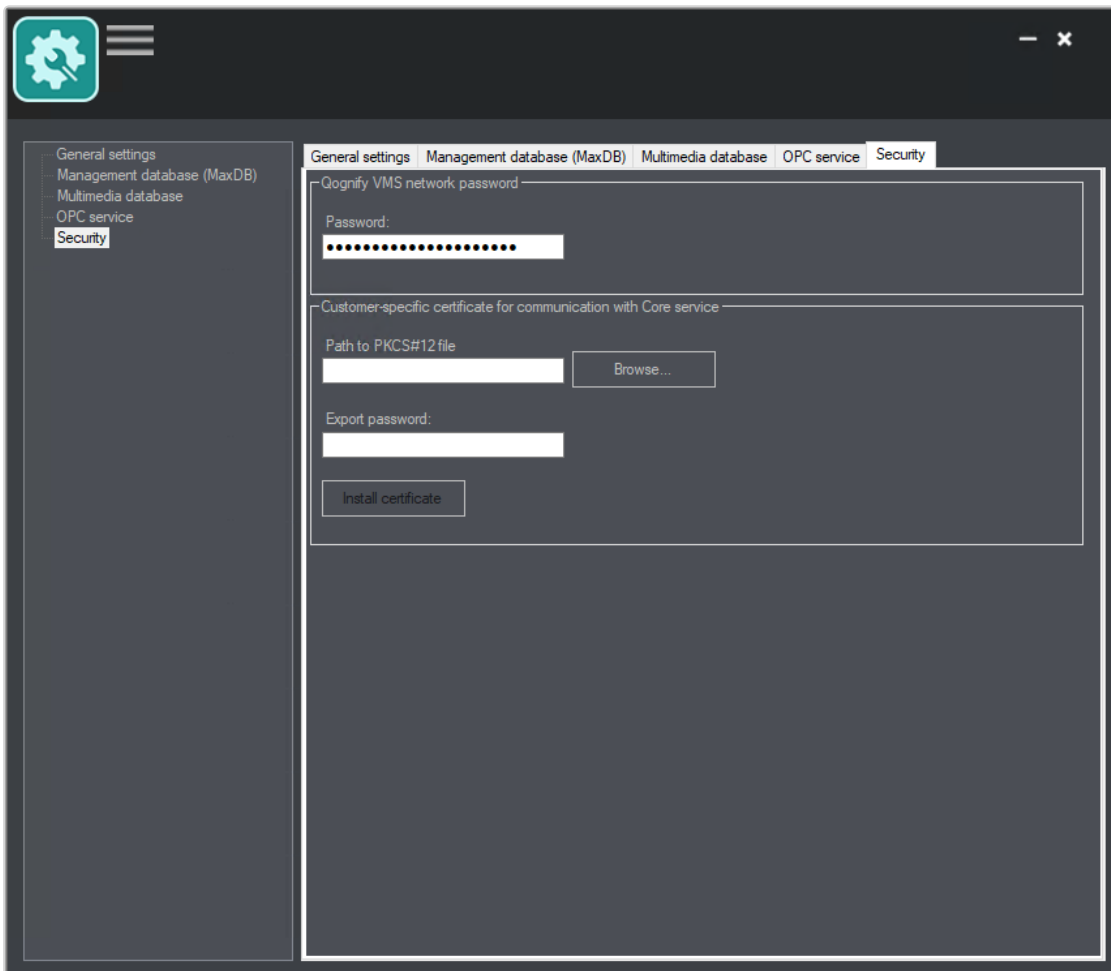 General settings
Management database (MaxDB)
Multimedia database
OPC service
Security
General settings Management database (MaxDB) Multimedia database OPC service Security
Qognify VMS network password
Password:
●●●●●●●●●●●●●●●●●●●●●
Customer-specific certificate for communication with Core service
Path to PKCS#12 file
Browse...
Export password:
Install certificate